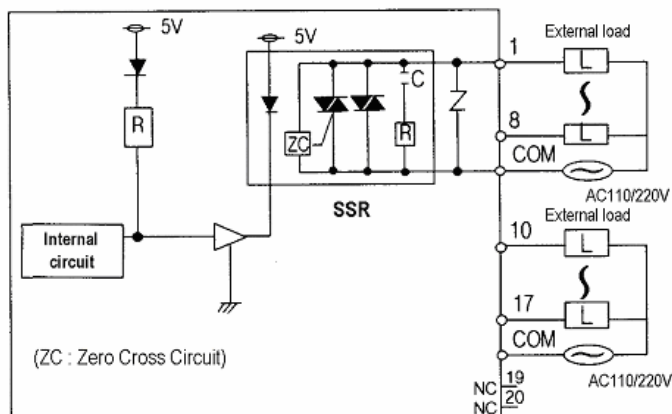 5V
5V
R
ZC
C
R
Z
SSR
Internal
circuit
(ZC : Zero Cross Circuit)
1
External load
L
8
L
COM
AC110/220V
External load
10
L
17
L
COM
AC110/220V
NC 19
NC 20